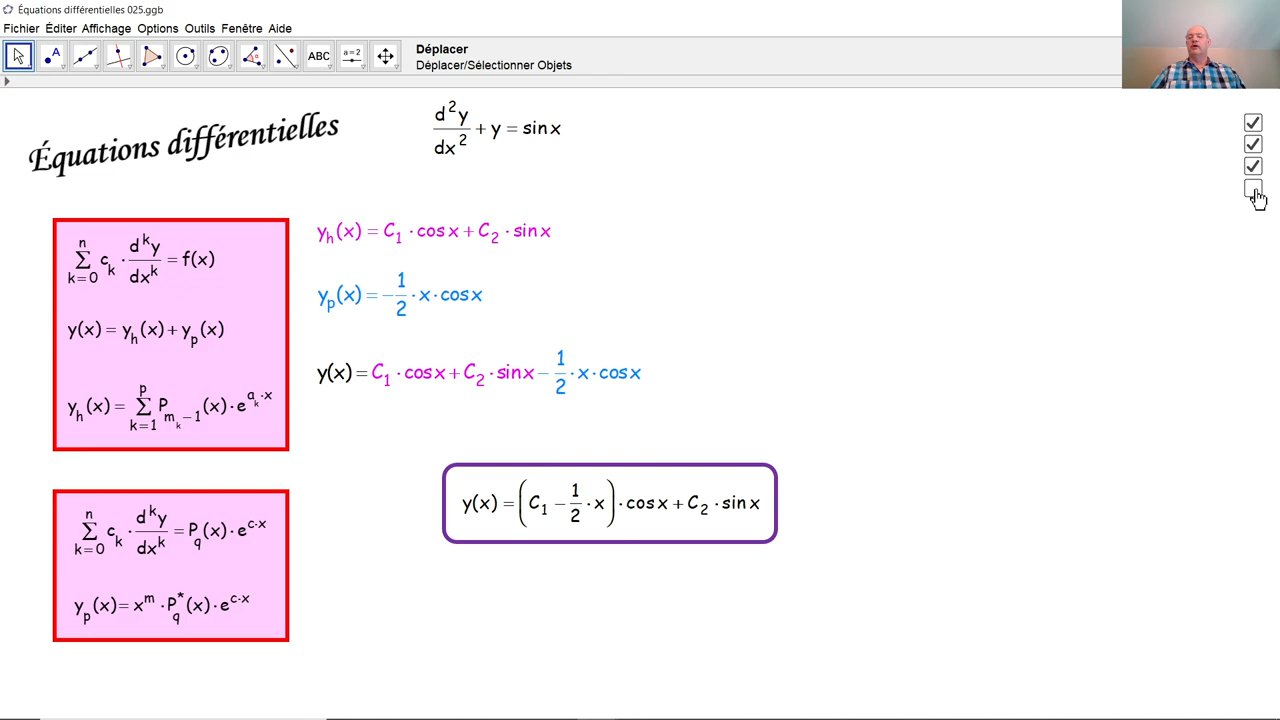 Équations différentielles 025.ggb
Fichier Éditer Affichage Options Outils Fenêtre Aide
A ABC a=2
Déplacer
Déplacer/Sélectionner Objets
Équations différentielles
d²y/dx² + y = sin x
∑_{k=0}^{n} c_k · d^k y/dx^k = f(x)
y(x) = y_h(x) + y_p(x)
y_h(x) = ∑_{k=1}^{p} P_{m_k−1}(x) · e^{a_k·x}
∑_{k=0}^{n} c_k · d^k y/dx^k = P_q(x) · e^{c·x}
y_p(x) = x^m · P_q^*(x) · e^{c·x}
y_h(x) = C₁ · cos x + C₂ · sin x
y_p(x) = −1/2 · x · cos x
y(x) = C₁ · cos x + C₂ · sin x − 1/2 · x · cos x
y(x) = (C₁ − 1/2 · x) · cos x + C₂ · sin x